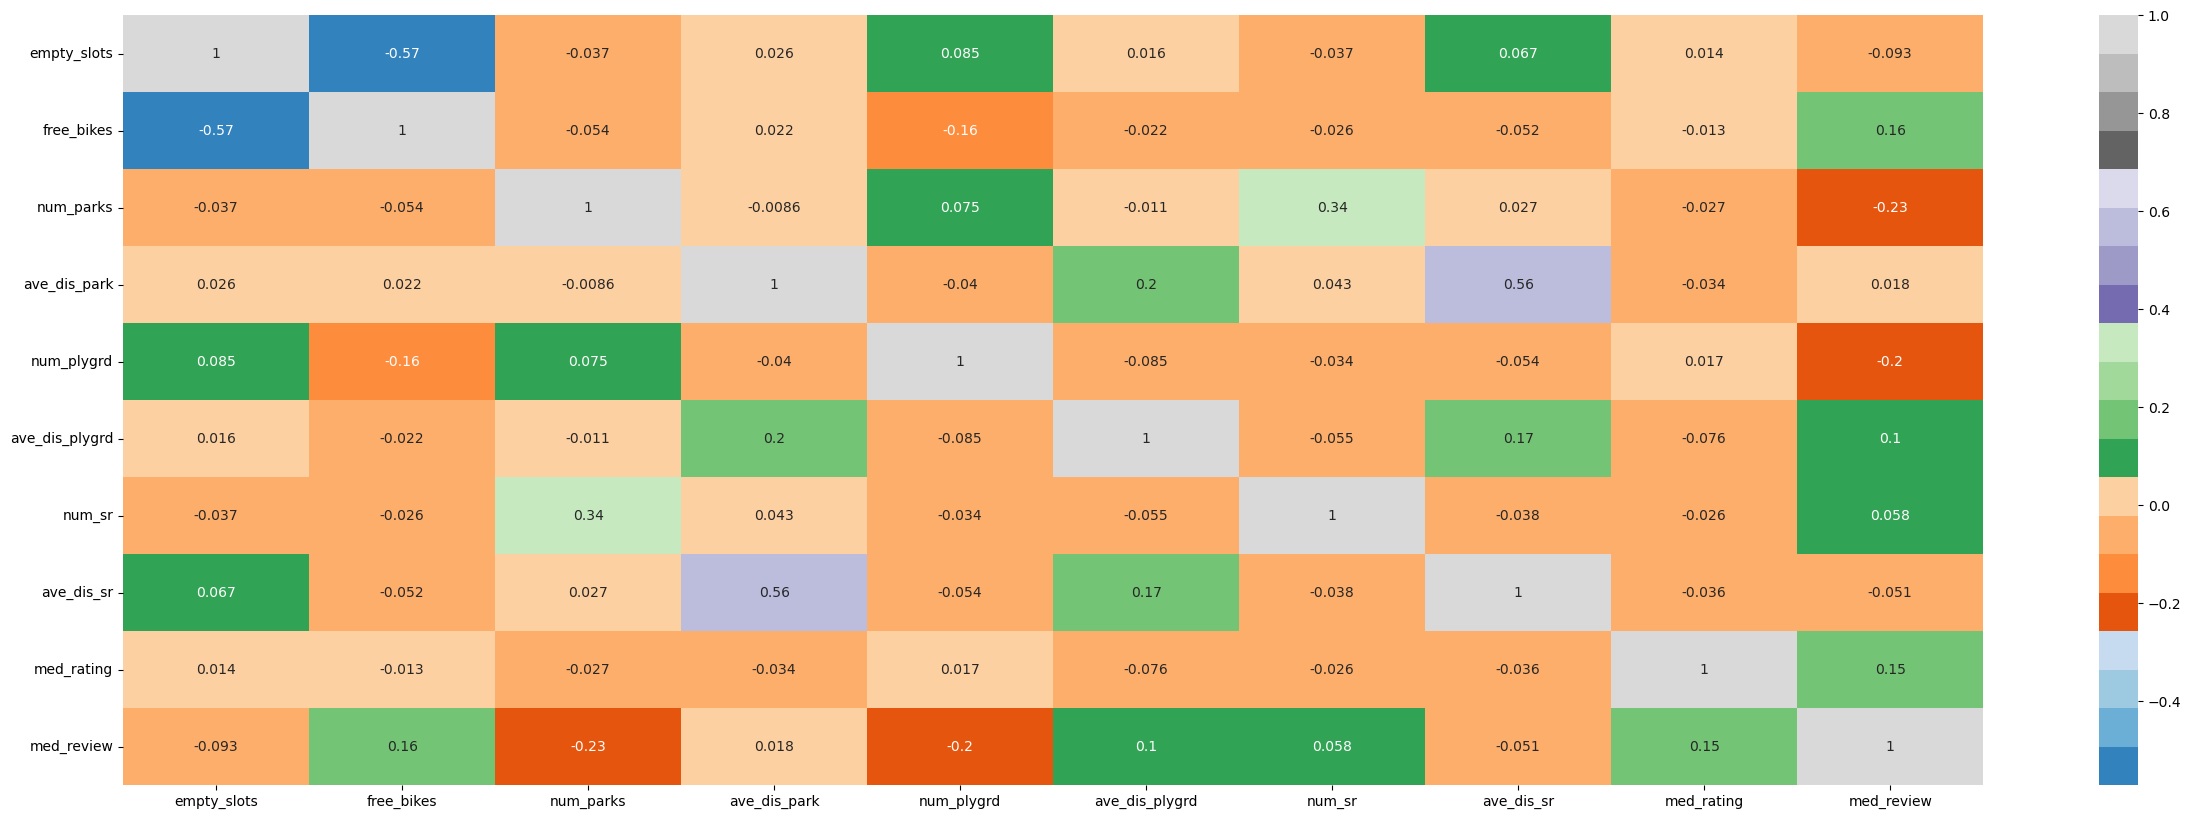 empty_slots 1 -0.57 -0.037 0.026 0.085 0.016 -0.037 0.067 0.014 -0.093
free_bikes -0.57 1 -0.054 0.022 -0.16 -0.022 -0.026 -0.052 -0.013 0.16
num_parks -0.037 -0.054 1 -0.0086 0.075 -0.011 0.34 0.027 -0.027 -0.23
ave_dis_park 0.026 0.022 -0.0086 1 -0.04 0.2 0.043 0.56 -0.034 0.018
num_plygrd 0.085 -0.16 0.075 -0.04 1 -0.085 -0.034 -0.054 0.017 -0.2
ave_dis_plygrd 0.016 -0.022 -0.011 0.2 -0.085 1 -0.055 0.17 -0.076 0.1
num_sr -0.037 -0.026 0.34 0.043 -0.034 -0.055 1 -0.038 -0.026 0.058
ave_dis_sr 0.067 -0.052 0.027 0.56 -0.054 0.17 -0.038 1 -0.036 -0.051
med_rating 0.014 -0.013 -0.027 -0.034 0.017 -0.076 -0.026 -0.036 1 0.15
med_review -0.093 0.16 -0.23 0.018 -0.2 0.1 0.058 -0.051 0.15 1
empty_slots free_bikes num_parks ave_dis_park num_plygrd ave_dis_plygrd num_sr ave_dis_sr med_rating med_review
1.0
0.8
0.6
0.4
0.2
0.0
−0.2
−0.4